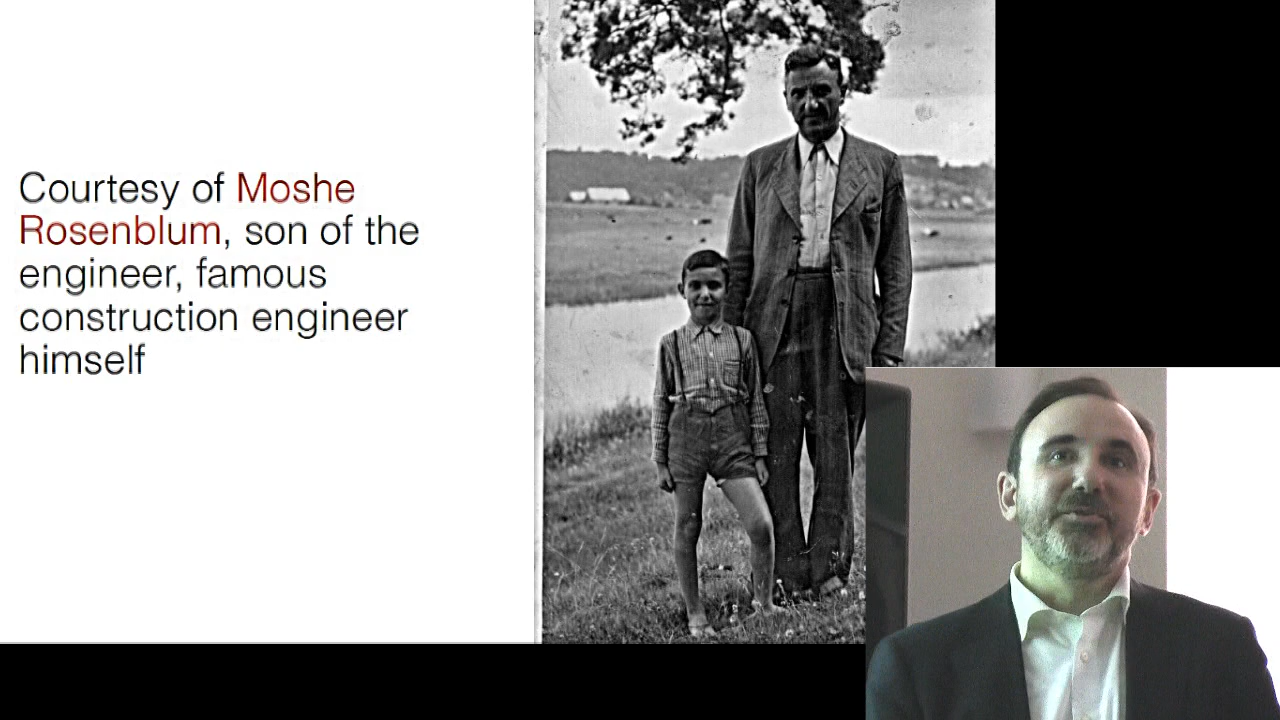 Courtesy of Moshe
Rosenblum, son of the
engineer, famous
construction engineer
himself